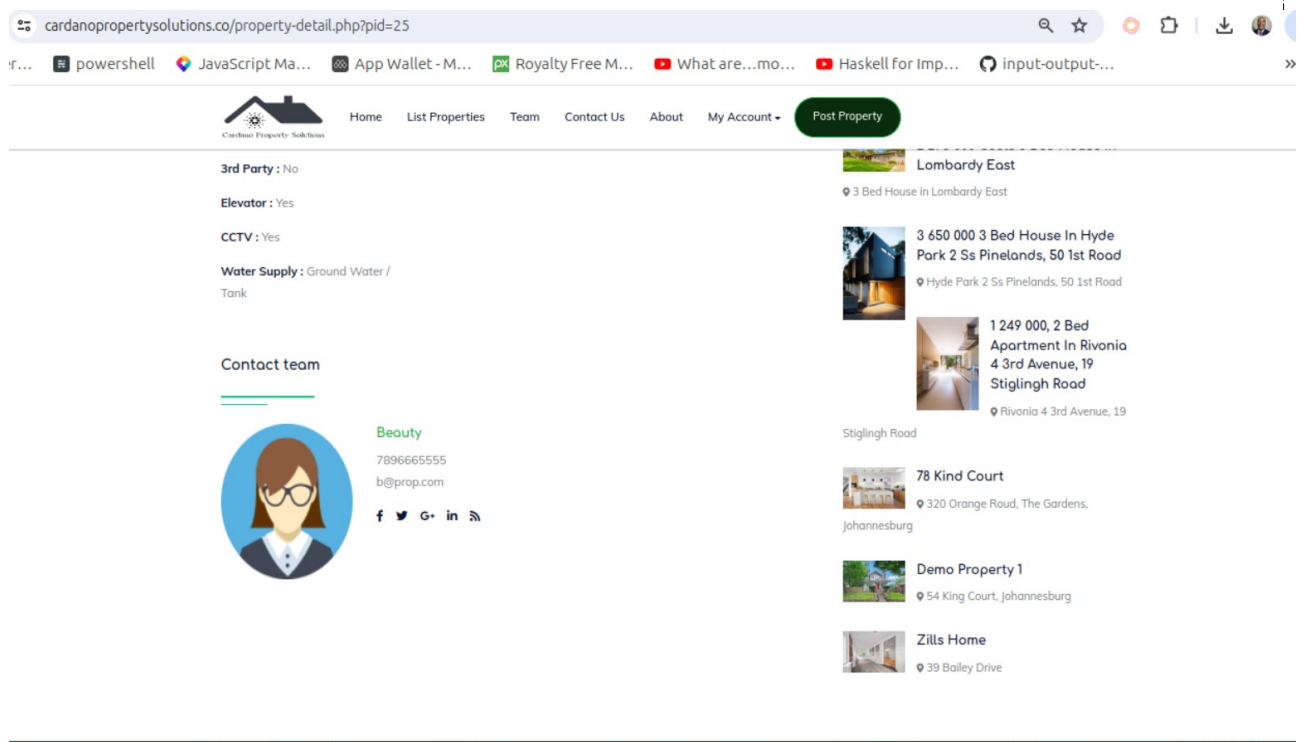 cardanopropertysolutions.co/property-detail.php?pid=25
powershell JavaScript Ma... App Wallet - M... Royalty Free M... What are...mo... Haskell for Imp... input-output-...
Cardano Property Solutions
Home List Properties Team Contact Us About My Account Post Property
3rd Party : No
Elevator : Yes
CCTV : Yes
Water Supply : Ground Water /
Tank
Contact team
Beauty
7896665555
b@prop.com
Lombardy East
3 Bed House in Lombardy East
3 650 000 3 Bed House In Hyde
Park 2 Ss Pinelands, 50 1st Road
Hyde Park 2 Ss Pinelands, 50 1st Road
1 249 000, 2 Bed
Apartment In Rivonia
4 3rd Avenue, 19
Stiglingh Road
Rivonia 4 3rd Avenue, 19
Stiglingh Road
78 Kind Court
320 Orange Roud, The Gardens,
Johannesburg
Demo Property 1
54 King Court, Johannesburg
Zills Home
39 Bailey Drive